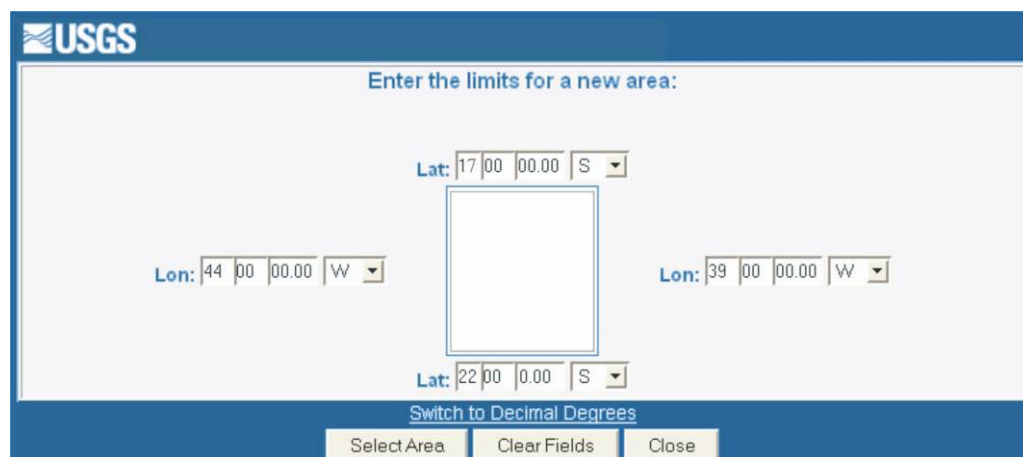 USGS
Enter the limits for a new area:
Lat: 17 00 00.00 S
Lon: 44 00 00.00 W Lon: 39 00 00.00 W
Lat: 22 00 0.00 S
Switch to Decimal Degrees
Select Area Clear Fields Close